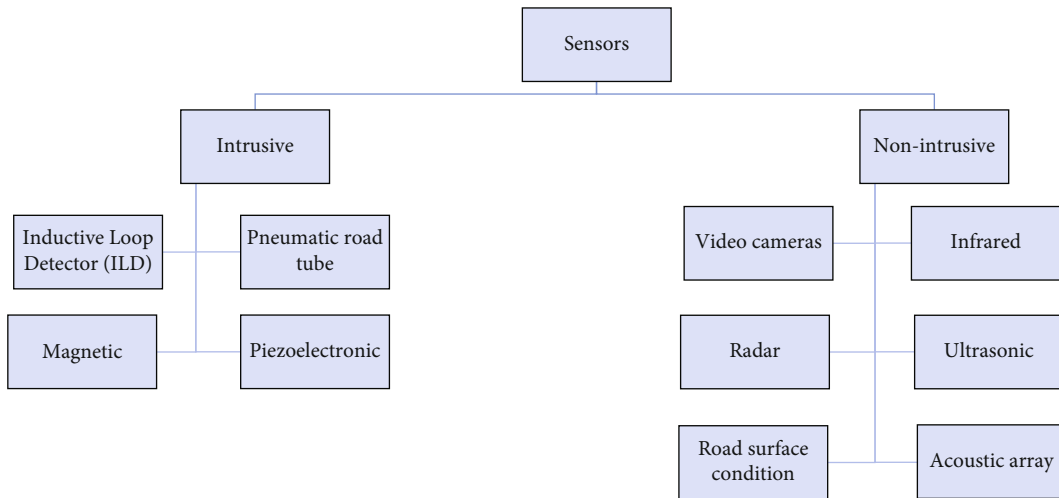 Sensors
Intrusive
Non-intrusive
Inductive Loop
Detector (ILD)
Pneumatic road
tube
Magnetic
Piezoelectronic
Video cameras
Infrared
Radar
Ultrasonic
Road surface
condition
Acoustic array